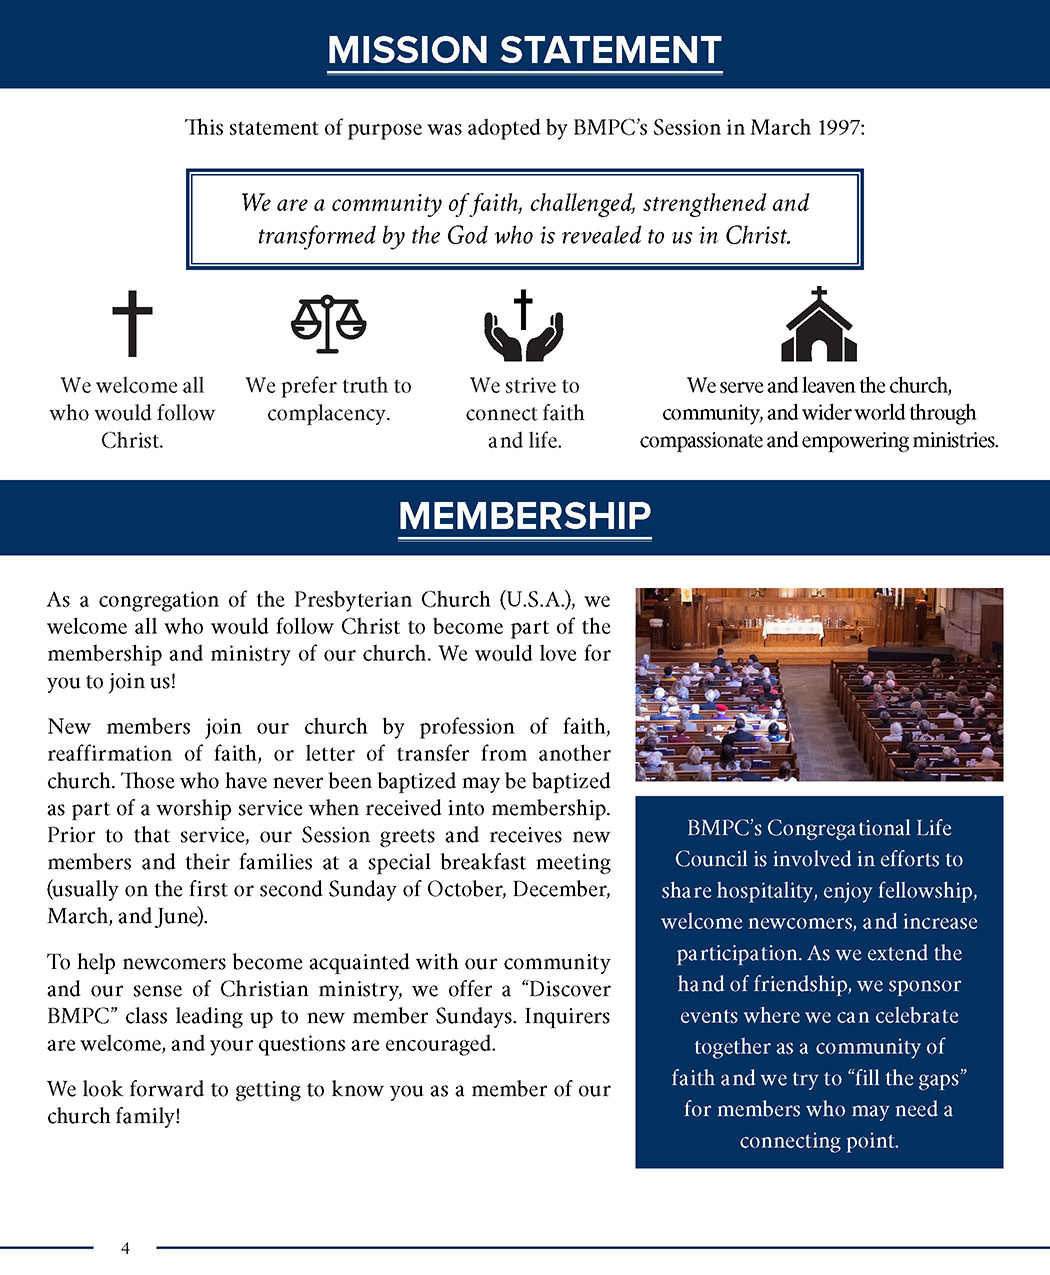 MISSION STATEMENT
This statement of purpose was adopted by BMPC’s Session in March 1997:
We are a community of faith, challenged, strengthened and
transformed by the God who is revealed to us in Christ.
We welcome all
who would follow
Christ.
We prefer truth to
complacency.
We strive to
connect faith
and life.
We serve and leaven the church,
community, and wider world through
compassionate and empowering ministries.
MEMBERSHIP
As a congregation of the Presbyterian Church (U.S.A.), we
welcome all who would follow Christ to become part of the
membership and ministry of our church. We would love for
you to join us!
New members join our church by profession of faith,
reaffirmation of faith, or letter of transfer from another
church. Those who have never been baptized may be baptized
as part of a worship service when received into membership.
Prior to that service, our Session greets and receives new
members and their families at a special breakfast meeting
(usually on the first or second Sunday of October, December,
March, and June).
To help newcomers become acquainted with our community
and our sense of Christian ministry, we offer a “Discover
BMPC” class leading up to new member Sundays. Inquirers
are welcome, and your questions are encouraged.
We look forward to getting to know you as a member of our
church family!
BMPC’s Congregational Life
Council is involved in efforts to
share hospitality, enjoy fellowship,
welcome newcomers, and increase
participation. As we extend the
hand of friendship, we sponsor
events where we can celebrate
together as a community of
faith and we try to “fill the gaps”
for members who may need a
connecting point.
4